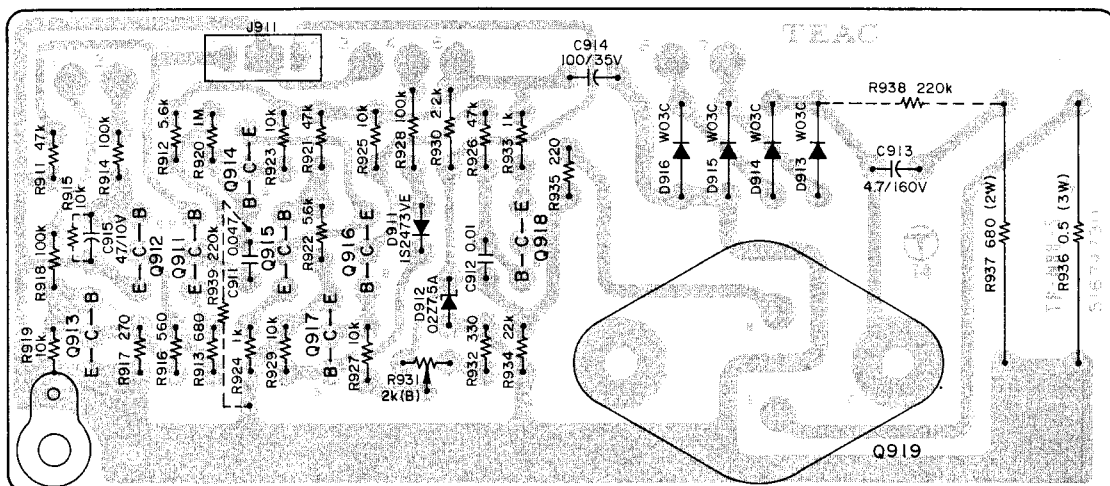 J911
TEAC
C914
100/35V
R938 220k
R911 47k
R914 100k
R912 5.6k
R920 1M
Q914
B-C-E
R923 10k
R921 47k
R925 10k
R928 100k
R930 2.2k
R926 47k
R933 1k
R935 220
D916 W03C
D915 W03C
D914 W03C
D913 W03C
C913
4.7/160V
R915
10k
C915
47/10V
R918 100k
E-C-B
Q912
E-C-B
Q911
R939 220k
C911 0.047
Q915
E-C-B
R922 5.6k
Q916
B-C-E
D911
1S2473VE
C912 0.01
B-C-E
Q918
D912
02Z7.5A
R937 680 (2W)
R936 0.5 (3W)
R919
10k
Q913
E-C-B
R917 270
R916 560
R913 680
R924 1k
R929 10k
Q917
B-C-E
R927 10k
R931
2k(B)
R932 330
R934 22k
Q919